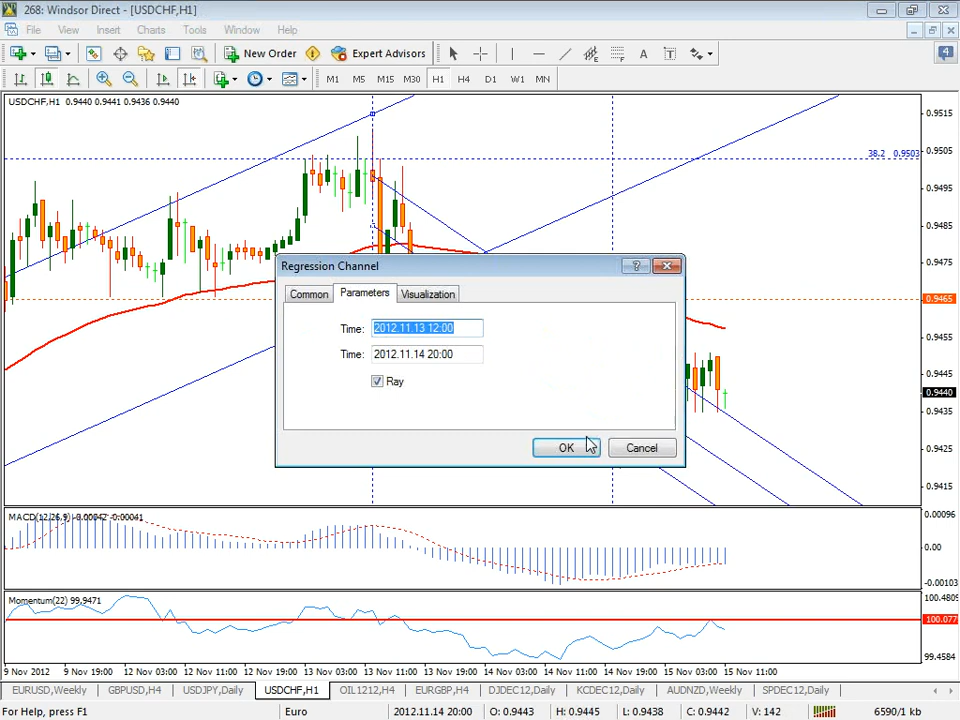 268: Windsor Direct - [USDCHF,H1]
File View Insert Charts Tools Window Help
New Order Expert Advisors A T 4
M1 M5 M15 M30 H1 H4 D1 W1 MN
USDCHF,H1 0.9440 0.9441 0.9436 0.9440
0.9515
38.2 0.9503
0.9505
0.9495
0.9485
0.9475
0.9465
0.9455
0.9445
0.9440
0.9435
0.9425
0.9415
Regression Channel
Common Parameters Visualization
Time: 2012.11.13 12:00
Time: 2012.11.14 20:00
Ray
OK Cancel
MACD(12,26,9) -0.00042 -0.00041
0.00096
0.00
-0.00103
Momentum(22) 99.9471
100.4805
100.077
99.4584
9 Nov 2012 9 Nov 19:00 12 Nov 03:00 12 Nov 11:00 12 Nov 19:00 13 Nov 03:00 13 Nov 11:00 13 Nov 19:00 14 Nov 03:00 14 Nov 11:00 14 Nov 19:00 15 Nov 03:00 15 Nov 11:00
EURUSD,Weekly GBPUSD,H4 USDJPY,Daily USDCHF,H1 OIL1212,H4 EURGBP,H4 DJDEC12,Daily KCDEC12,Daily AUDNZD,Weekly SPDEC12,Daily
For Help, press F1 Euro 2012.11.14 20:00 O: 0.9443 H: 0.9445 L: 0.9438 C: 0.9442 V: 142 6590/1 kb